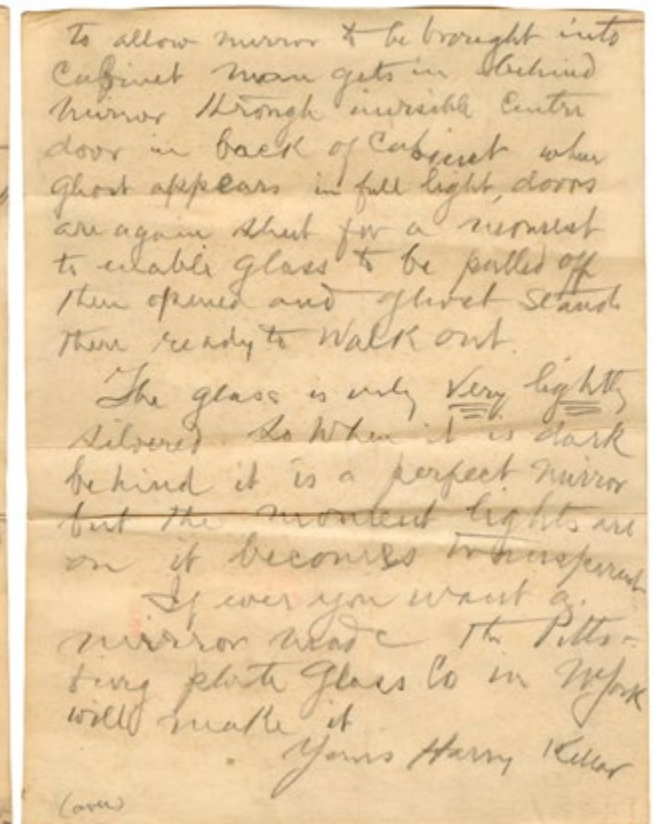 to allow mirror to be brought into
Cabinet man gets in behind
mirror through invisible Centre
door in back of Cabinet when
Ghost appears in full light, doors
are again shut for a moment
to enable glass to be pulled off
then opened and ghost stands
there ready to walk out.
The glass is only very lightly
silvered so when it is dark
behind it is a perfect mirror
but the moment lights are
on it becomes transparent
If ever you want a
mirror made the Pitts-
burg plate Glass Co in NYork
will make it
Yours Harry Kellar
(over)